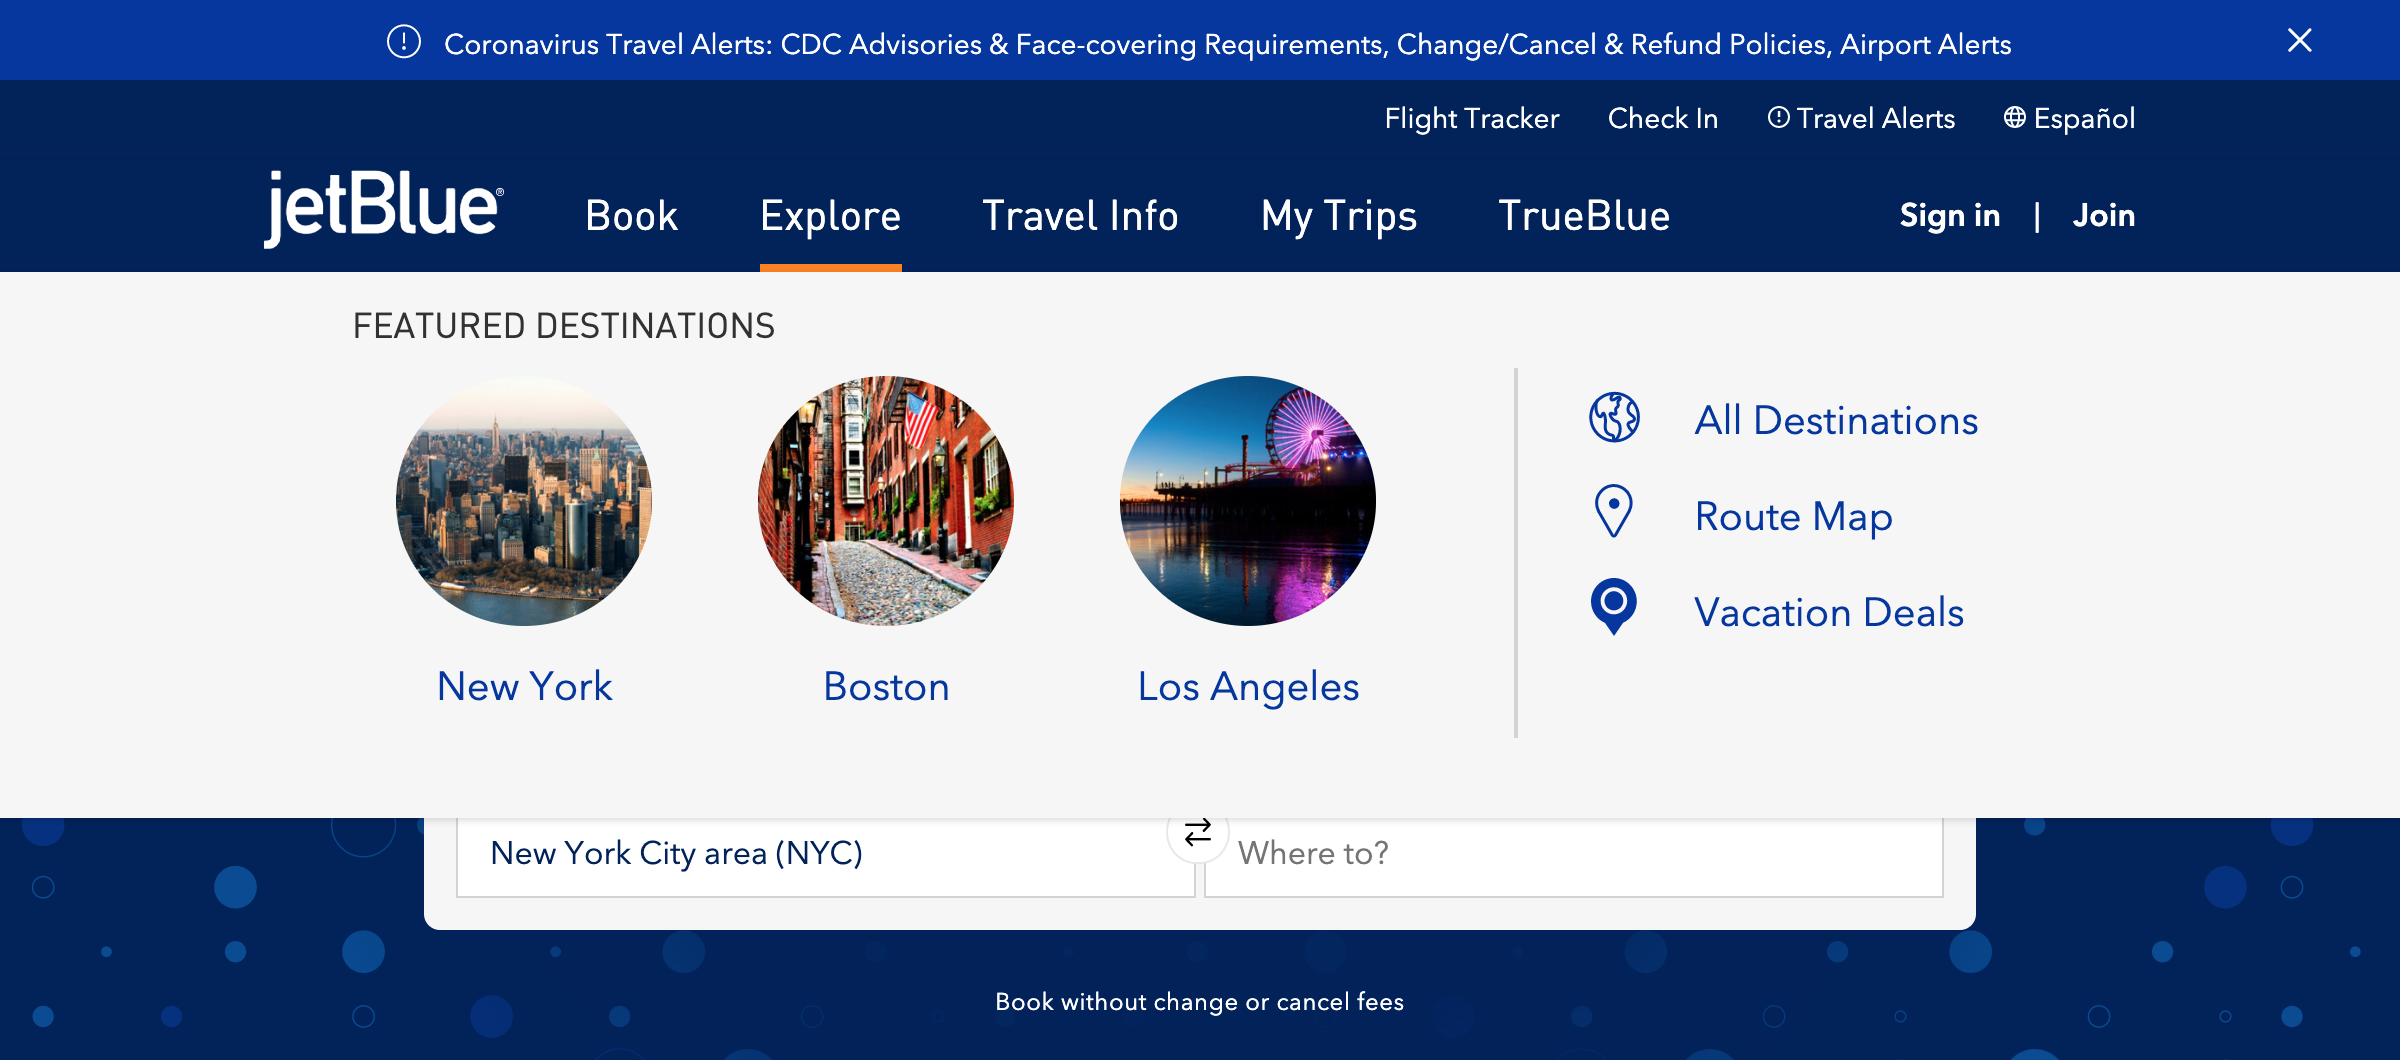 Coronavirus Travel Alerts: CDC Advisories & Face-covering Requirements, Change/Cancel & Refund Policies, Airport Alerts
Flight Tracker Check In Travel Alerts Español
jetBlue® Book Explore Travel Info My Trips TrueBlue Sign in | Join
FEATURED DESTINATIONS
All Destinations
Route Map
Vacation Deals
New York Boston Los Angeles
New York City area (NYC) Where to?
Book without change or cancel fees